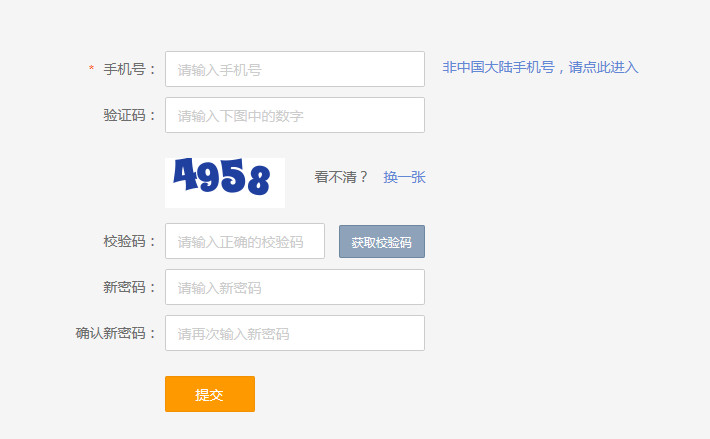 * 手机号： 请输入手机号 非中国大陆手机号，请点此进入
验证码： 请输入下图中的数字
4958 看不清？ 换一张
校验码： 请输入正确的校验码 获取校验码
新密码： 请输入新密码
确认新密码： 请再次输入新密码
提交